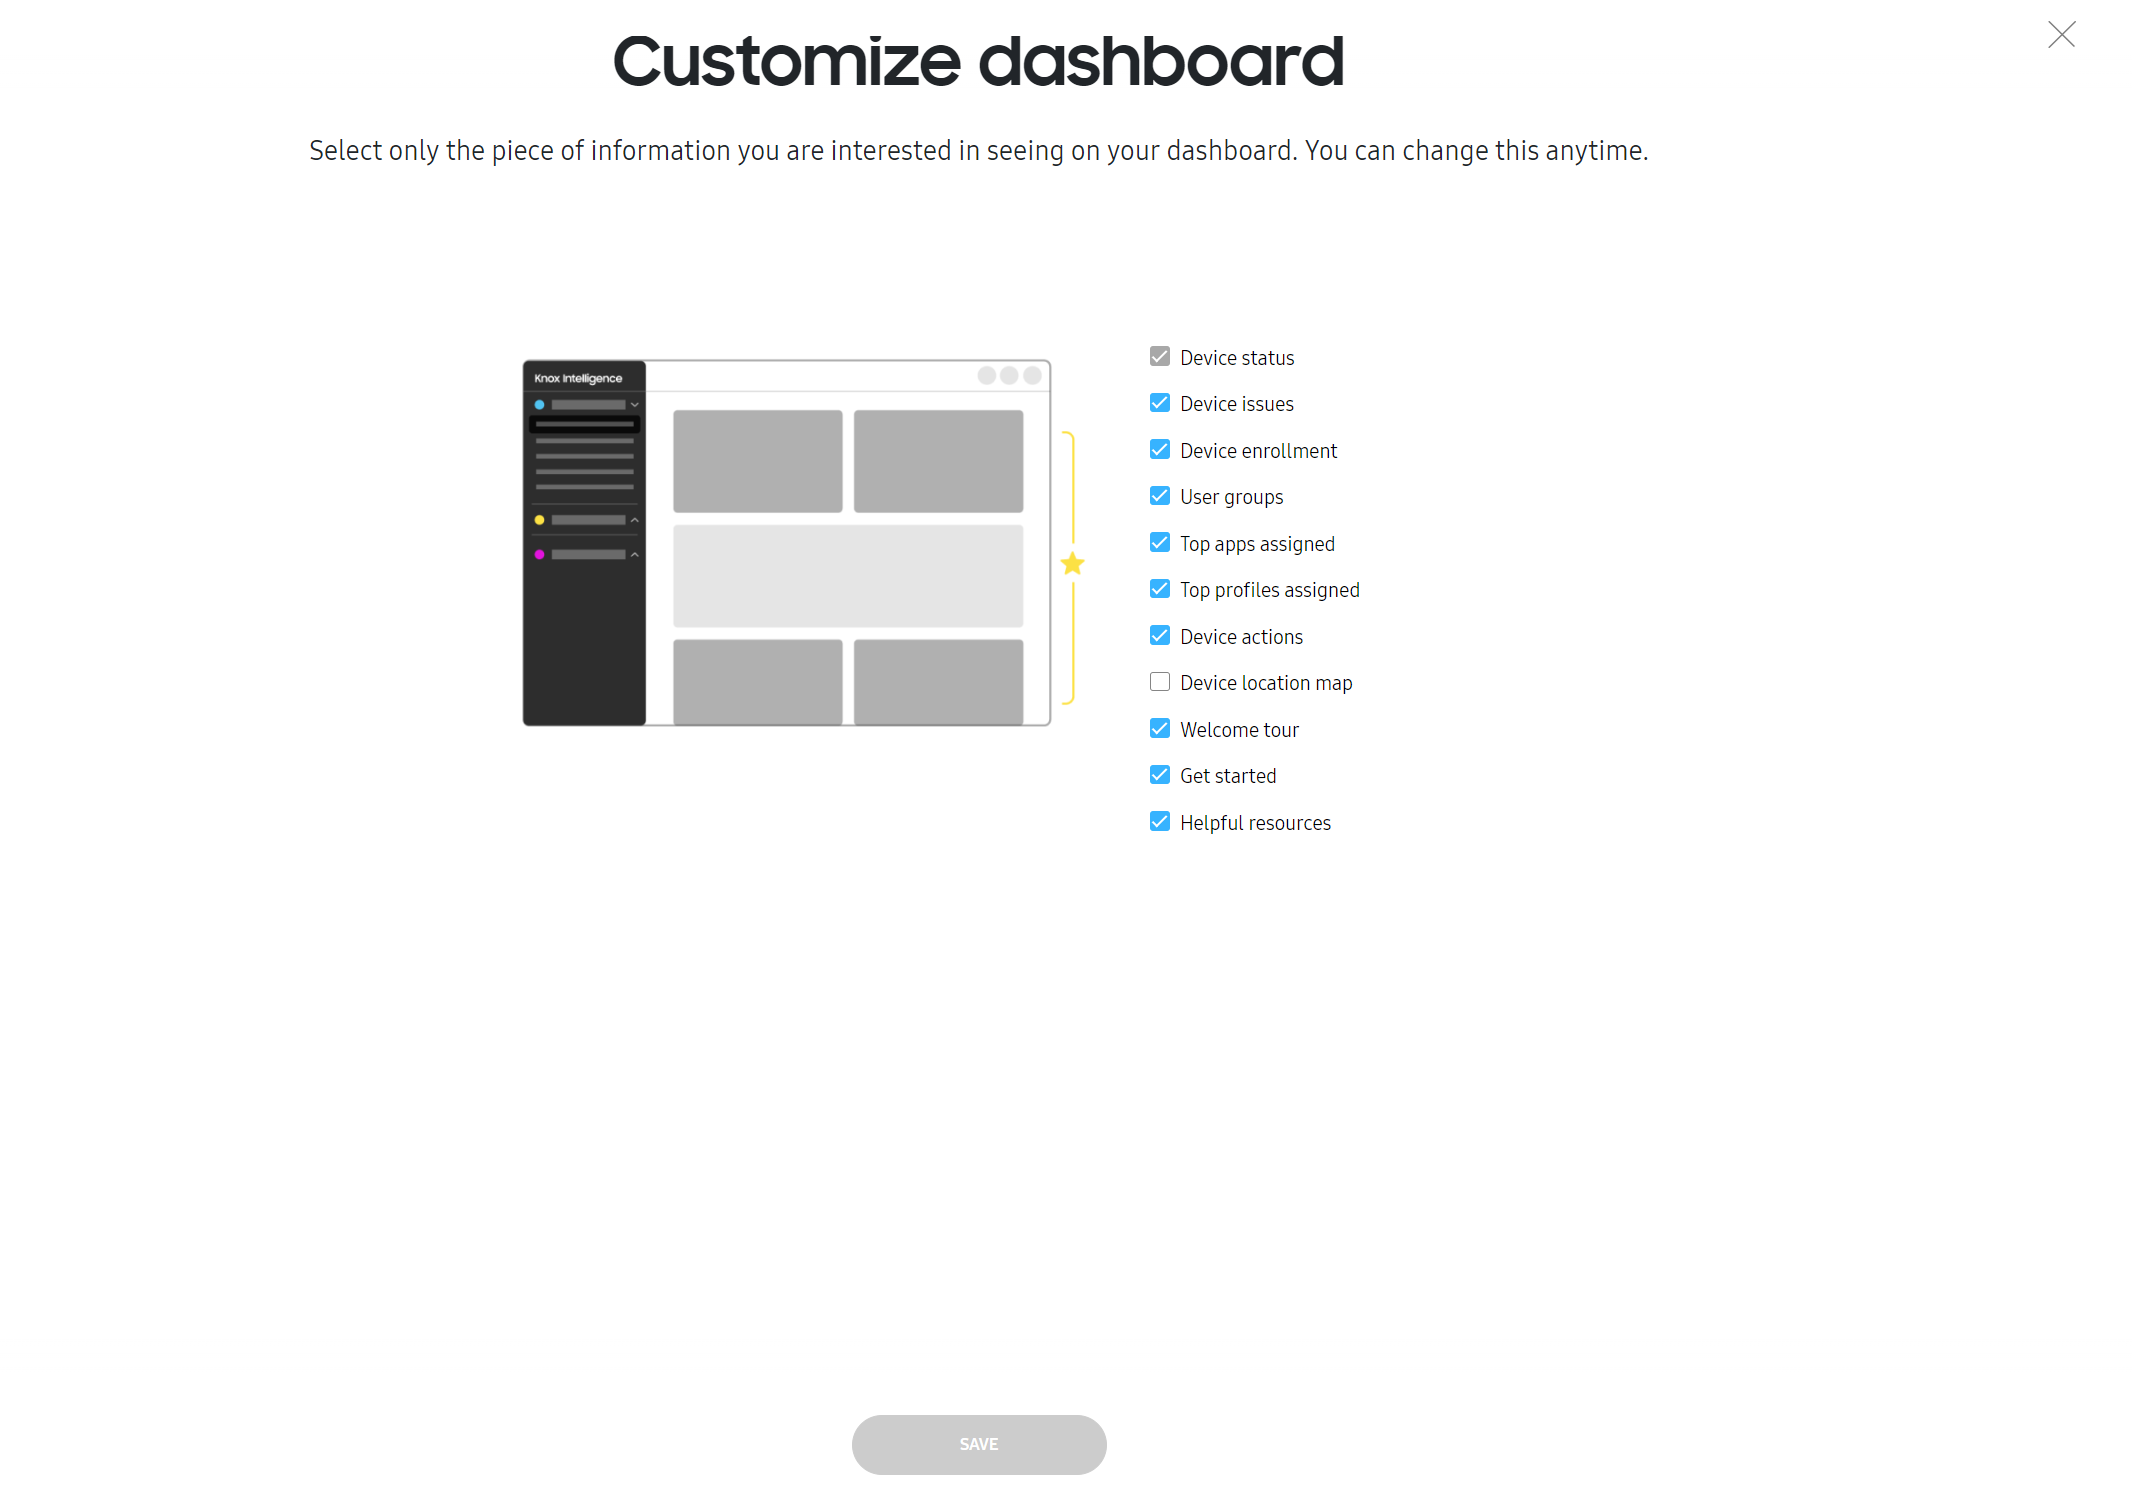 Customize dashboard
Select only the piece of information you are interested in seeing on your dashboard. You can change this anytime.
Knox Intelligence
Device status
Device issues
Device enrollment
User groups
Top apps assigned
Top profiles assigned
Device actions
Device location map
Welcome tour
Get started
Helpful resources
SAVE